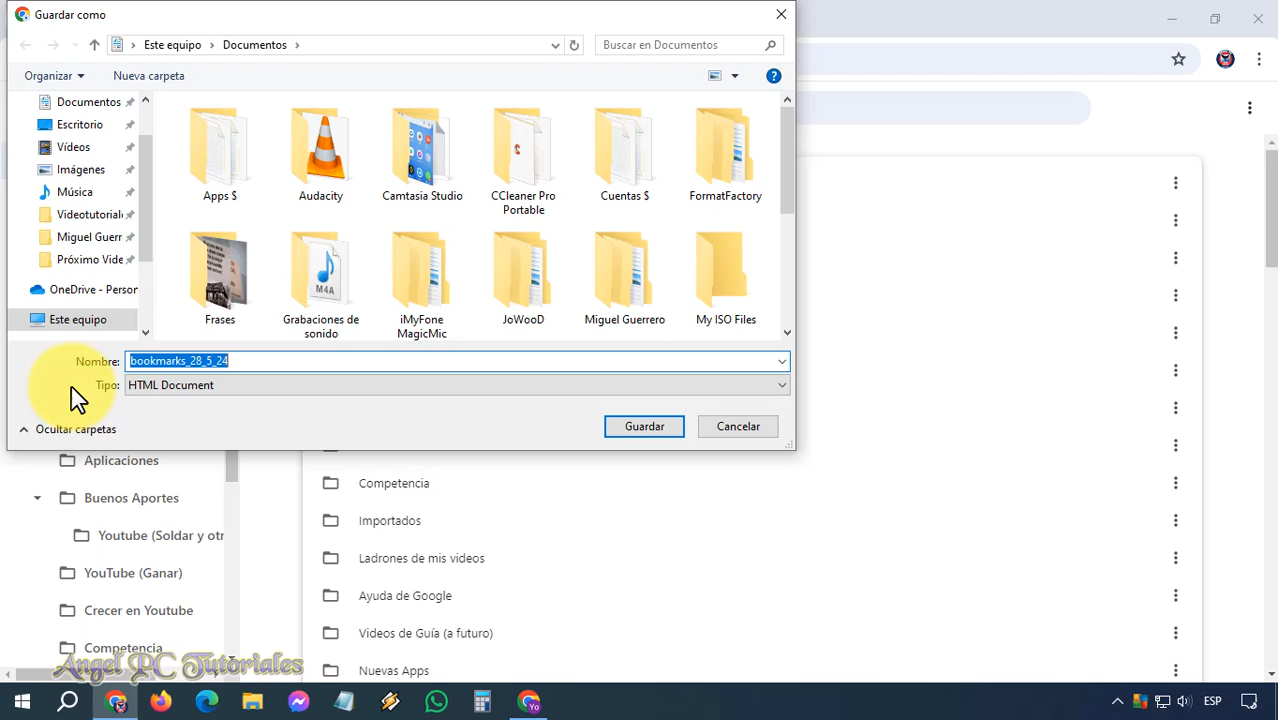 Guardar como
Este equipo
Documentos
Buscar en Documentos
Organizar
Nueva carpeta
Documentos
Escritorio
Vídeos
Imágenes
Música
Videotutoriale
Miguel Guerr
Próximo Vide
OneDrive - Person
Este equipo
Apps $
Audacity
Camtasia Studio
CCleaner Pro
Portable
Cuentas $
FormatFactory
Frases
M4A
Grabaciones de
sonido
iMyFone
MagicMic
JoWooD
Miguel Guerrero
My ISO Files
Nombre:
bookmarks_28_5_24
Tipo:
HTML Document
Ocultar carpetas
Guardar
Cancelar
Aplicaciones
Buenos Aportes
Youtube (Soldar y otr
YouTube (Ganar)
Crecer en Youtube
Competencia
Competencia
Importados
Ladrones de mis videos
Ayuda de Google
Videos de Guía (a futuro)
Nuevas Apps
Angel PC Tutoriales
Yo
ESP